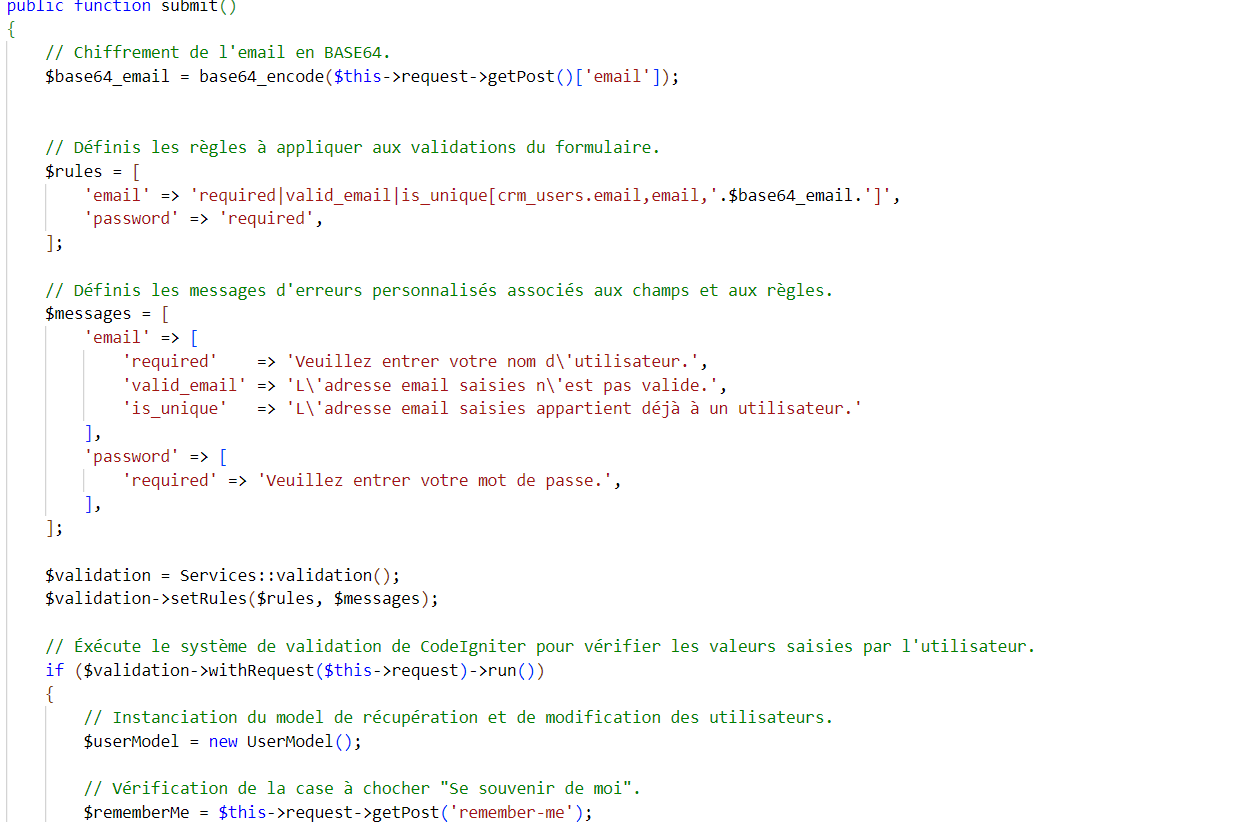 public function submit()
{
// Chiffrement de l'email en BASE64.
$base64_email = base64_encode($this->request->getPost()['email']);
// Définis les règles à appliquer aux validations du formulaire.
$rules = [
'email' => 'required|valid_email|is_unique[crm_users.email,email,'.$base64_email.']',
'password' => 'required',
];
// Définis les messages d'erreurs personnalisés associés aux champs et aux règles.
$messages = [
'email' => [
'required'    => 'Veuillez entrer votre nom d\'utilisateur.',
'valid_email' => 'L\'adresse email saisies n\'est pas valide.',
'is_unique'   => 'L\'adresse email saisies appartient déjà à un utilisateur.'
],
'password' => [
'required' => 'Veuillez entrer votre mot de passe.',
],
];
$validation = Services::validation();
$validation->setRules($rules, $messages);
// Éxécute le système de validation de CodeIgniter pour vérifier les valeurs saisies par l'utilisateur.
if ($validation->withRequest($this->request)->run())
{
// Instanciation du model de récupération et de modification des utilisateurs.
$userModel = new UserModel();
// Vérification de la case à chocher "Se souvenir de moi".
$rememberMe = $this->request->getPost('remember-me');